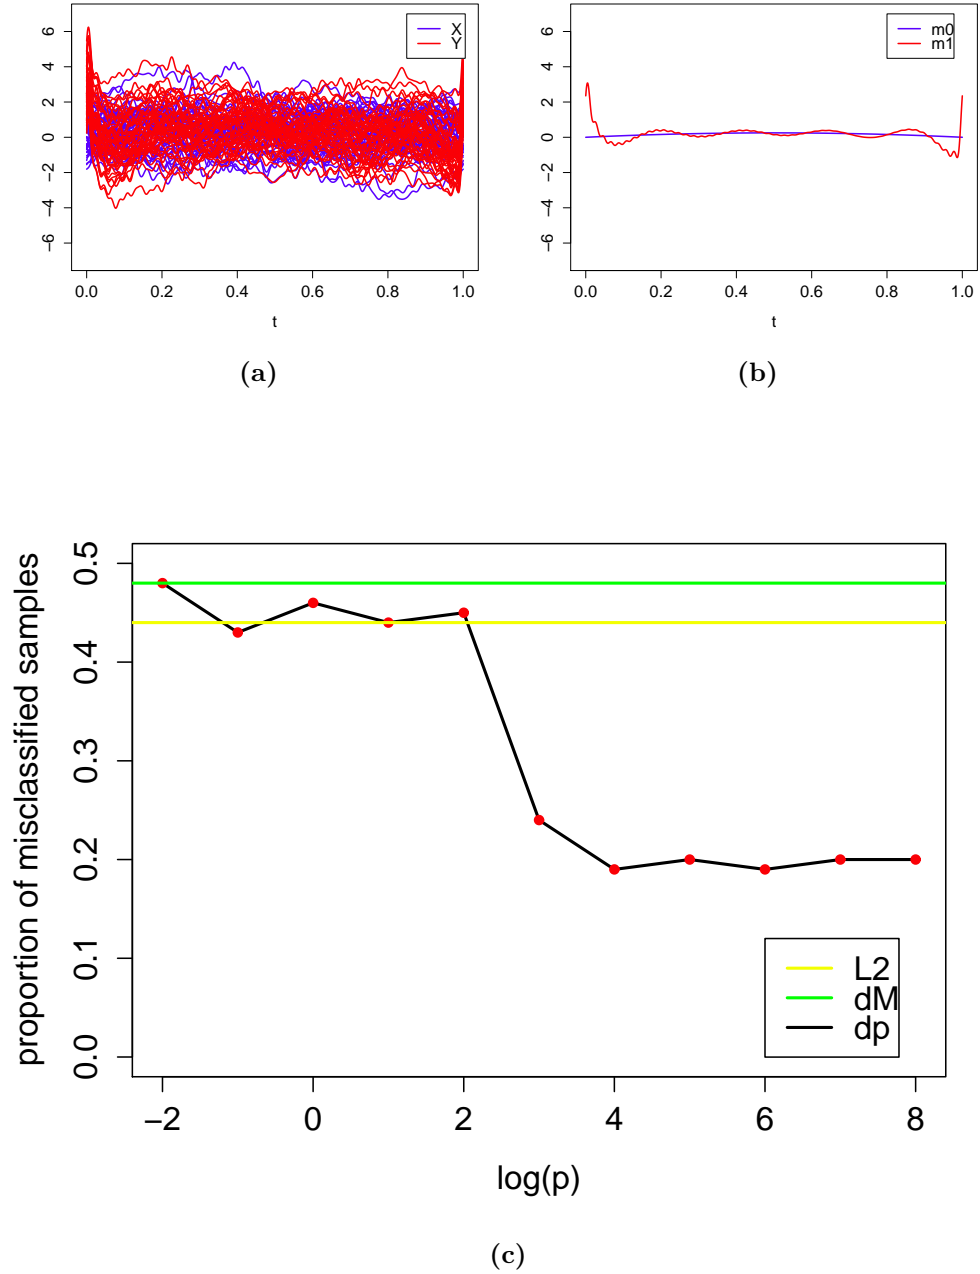 6
4
2
0
−2
−4
−6
X
Y
0.0 0.2 0.4 0.6 0.8 1.0
t
(a)
6
4
2
0
−2
−4
−6
m0
m1
0.0 0.2 0.4 0.6 0.8 1.0
t
(b)
proportion of misclassified samples
0.5
0.4
0.3
0.2
0.1
0.0
L2
dM
dp
−2 0 2 4 6 8
log(p)
(c)